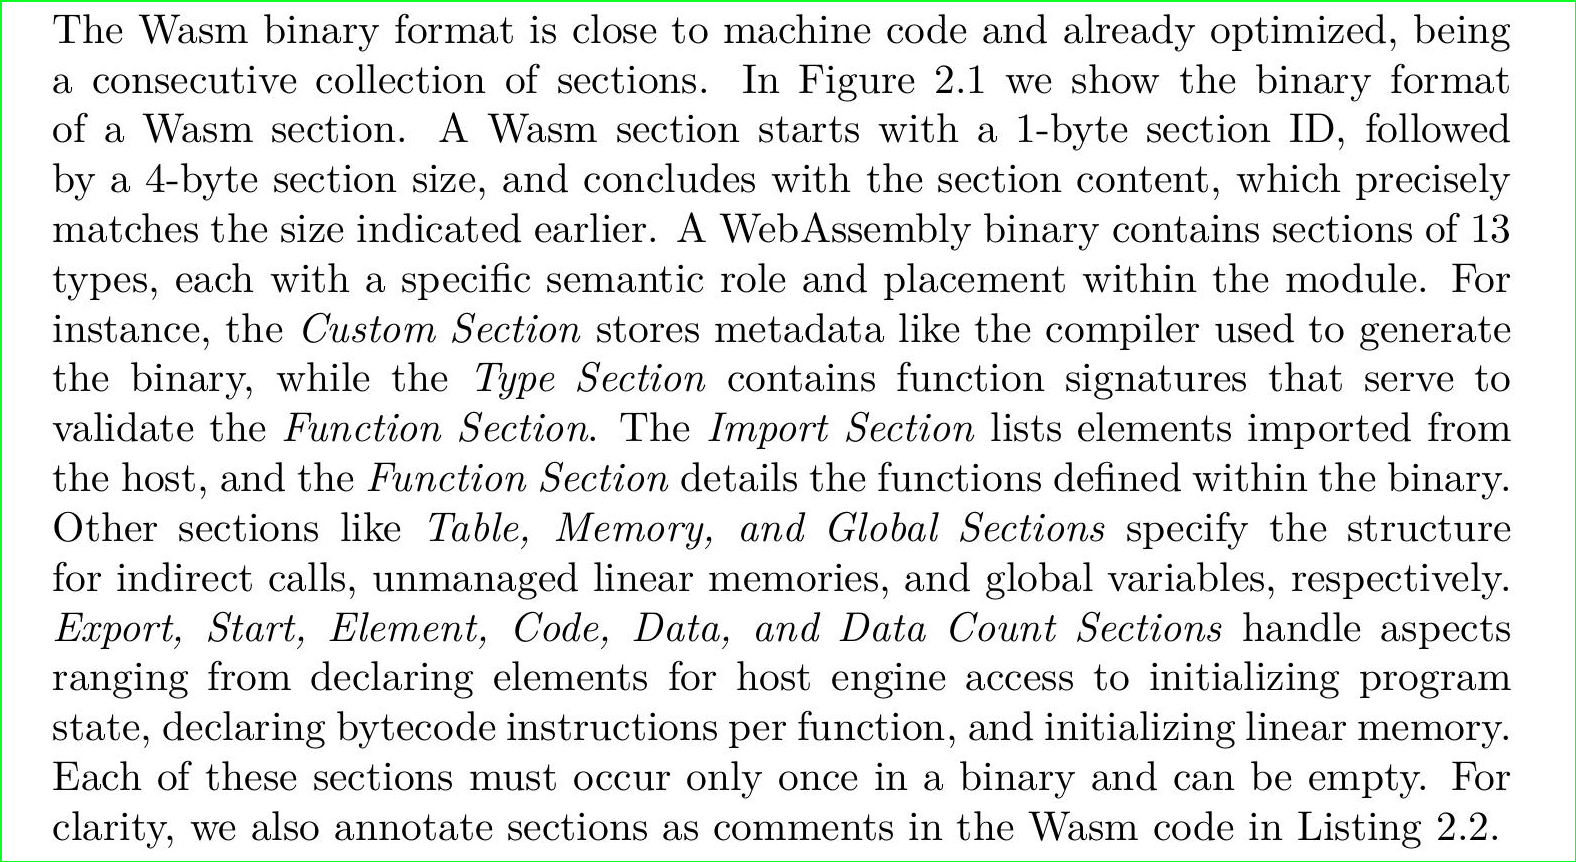 The Wasm binary format is close to machine code and already optimized, being
a consecutive collection of sections. In Figure 2.1 we show the binary format
of a Wasm section. A Wasm section starts with a 1-byte section ID, followed
by a 4-byte section size, and concludes with the section content, which precisely
matches the size indicated earlier. A WebAssembly binary contains sections of 13
types, each with a specific semantic role and placement within the module. For
instance, the Custom Section stores metadata like the compiler used to generate
the binary, while the Type Section contains function signatures that serve to
validate the Function Section. The Import Section lists elements imported from
the host, and the Function Section details the functions defined within the binary.
Other sections like Table, Memory, and Global Sections specify the structure
for indirect calls, unmanaged linear memories, and global variables, respectively.
Export, Start, Element, Code, Data, and Data Count Sections handle aspects
ranging from declaring elements for host engine access to initializing program
state, declaring bytecode instructions per function, and initializing linear memory.
Each of these sections must occur only once in a binary and can be empty. For
clarity, we also annotate sections as comments in the Wasm code in Listing 2.2.